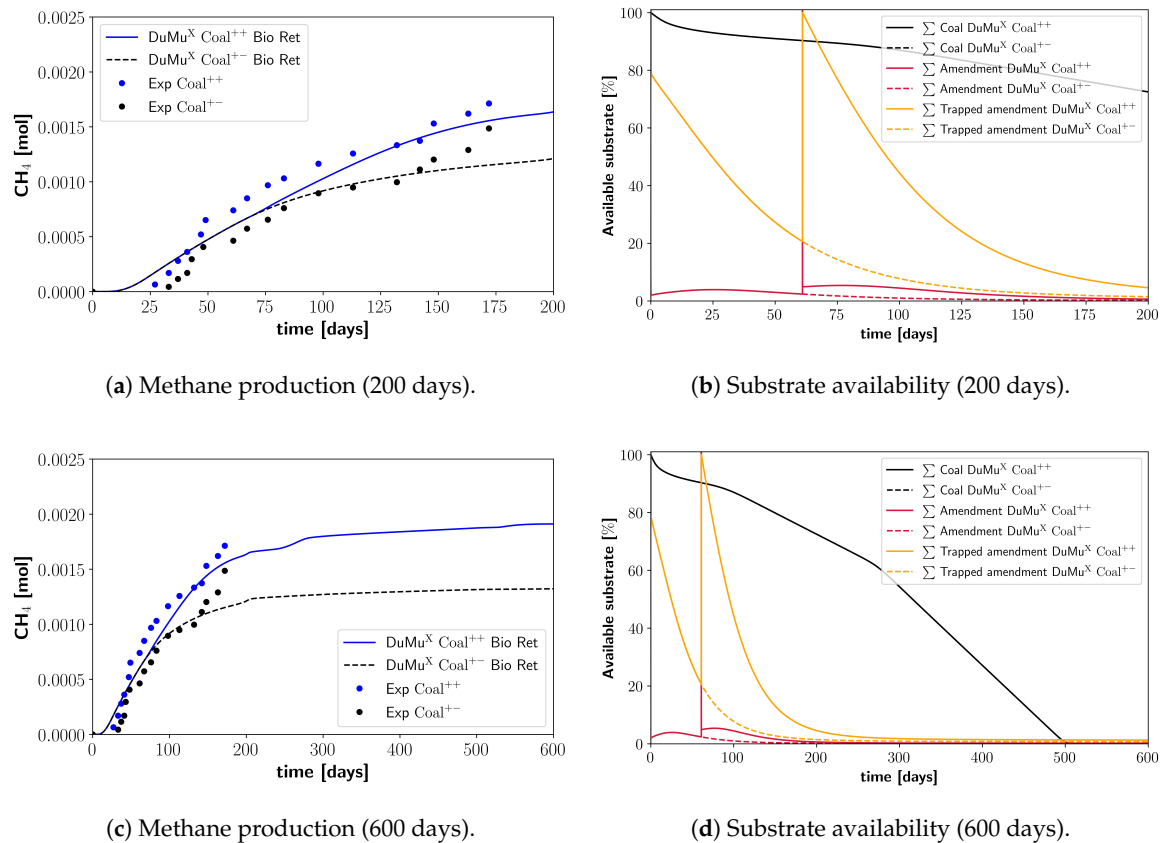 0.0025
0.0020
0.0015
0.0010
0.0005
0.0000
CH₄ [mol]
DuMuˣ Coal⁺⁺ Bio Ret
DuMuˣ Coal⁺⁻ Bio Ret
Exp Coal⁺⁺
Exp Coal⁺⁻
0 25 50 75 100 125 150 175 200
time [days]
(a) Methane production (200 days).
100
80
60
40
20
0
Available substrate [%]
∑ Coal DuMuˣ Coal⁺⁺
∑ Coal DuMuˣ Coal⁺⁻
∑ Amendment DuMuˣ Coal⁺⁺
∑ Amendment DuMuˣ Coal⁺⁻
∑ Trapped amendment DuMuˣ Coal⁺⁺
∑ Trapped amendment DuMuˣ Coal⁺⁻
0 25 50 75 100 125 150 175 200
time [days]
(b) Substrate availability (200 days).
0.0025
0.0020
0.0015
0.0010
0.0005
0.0000
CH₄ [mol]
DuMuˣ Coal⁺⁺ Bio Ret
DuMuˣ Coal⁺⁻ Bio Ret
Exp Coal⁺⁺
Exp Coal⁺⁻
0 100 200 300 400 500 600
time [days]
(c) Methane production (600 days).
100
80
60
40
20
0
Available substrate [%]
∑ Coal DuMuˣ Coal⁺⁺
∑ Coal DuMuˣ Coal⁺⁻
∑ Amendment DuMuˣ Coal⁺⁺
∑ Amendment DuMuˣ Coal⁺⁻
∑ Trapped amendment DuMuˣ Coal⁺⁺
∑ Trapped amendment DuMuˣ Coal⁺⁻
0 100 200 300 400 500 600
time [days]
(d) Substrate availability (600 days).